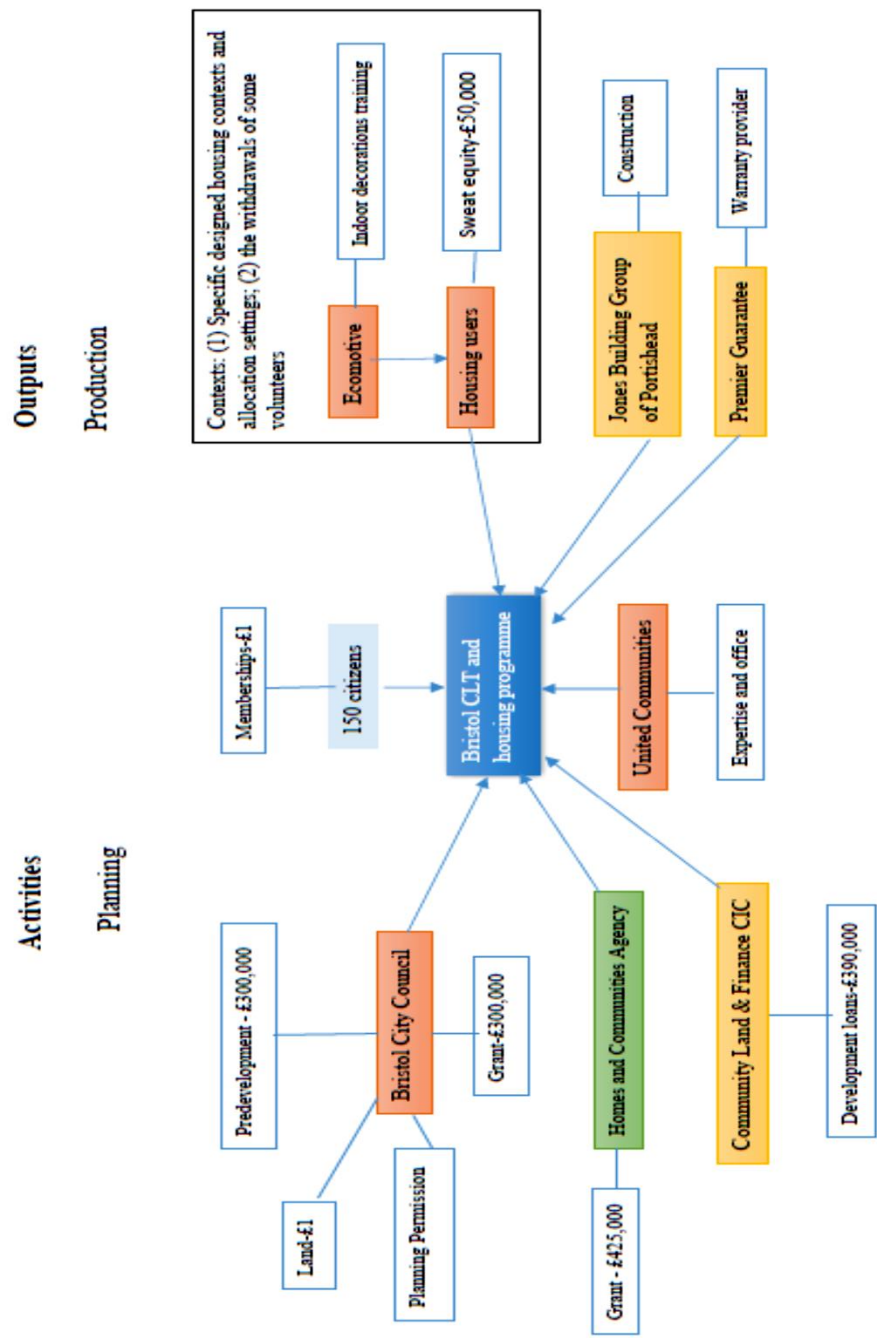 Activities
Outputs
Planning
Production
Predevelopment - £300,000
Land-£1
Bristol City Council
Planning Permission
Grant-£300,000
Homes and Communities Agency
Grant - £425,000
Community Land & Finance CIC
Development loans-£390,000
Memberships-£1
150 citizens
Bristol CLT and
housing programme
United Communities
Expertise and office
Contexts: (1) Specific designed housing contexts and
allocation settings; (2) the withdrawals of some
volunteers
Ecomotive
Indoor decorations training
Housing users
Sweat equity-£50,000
Jones Building Group
of Portishead
Construction
Premier Guarantee
Warranty provider